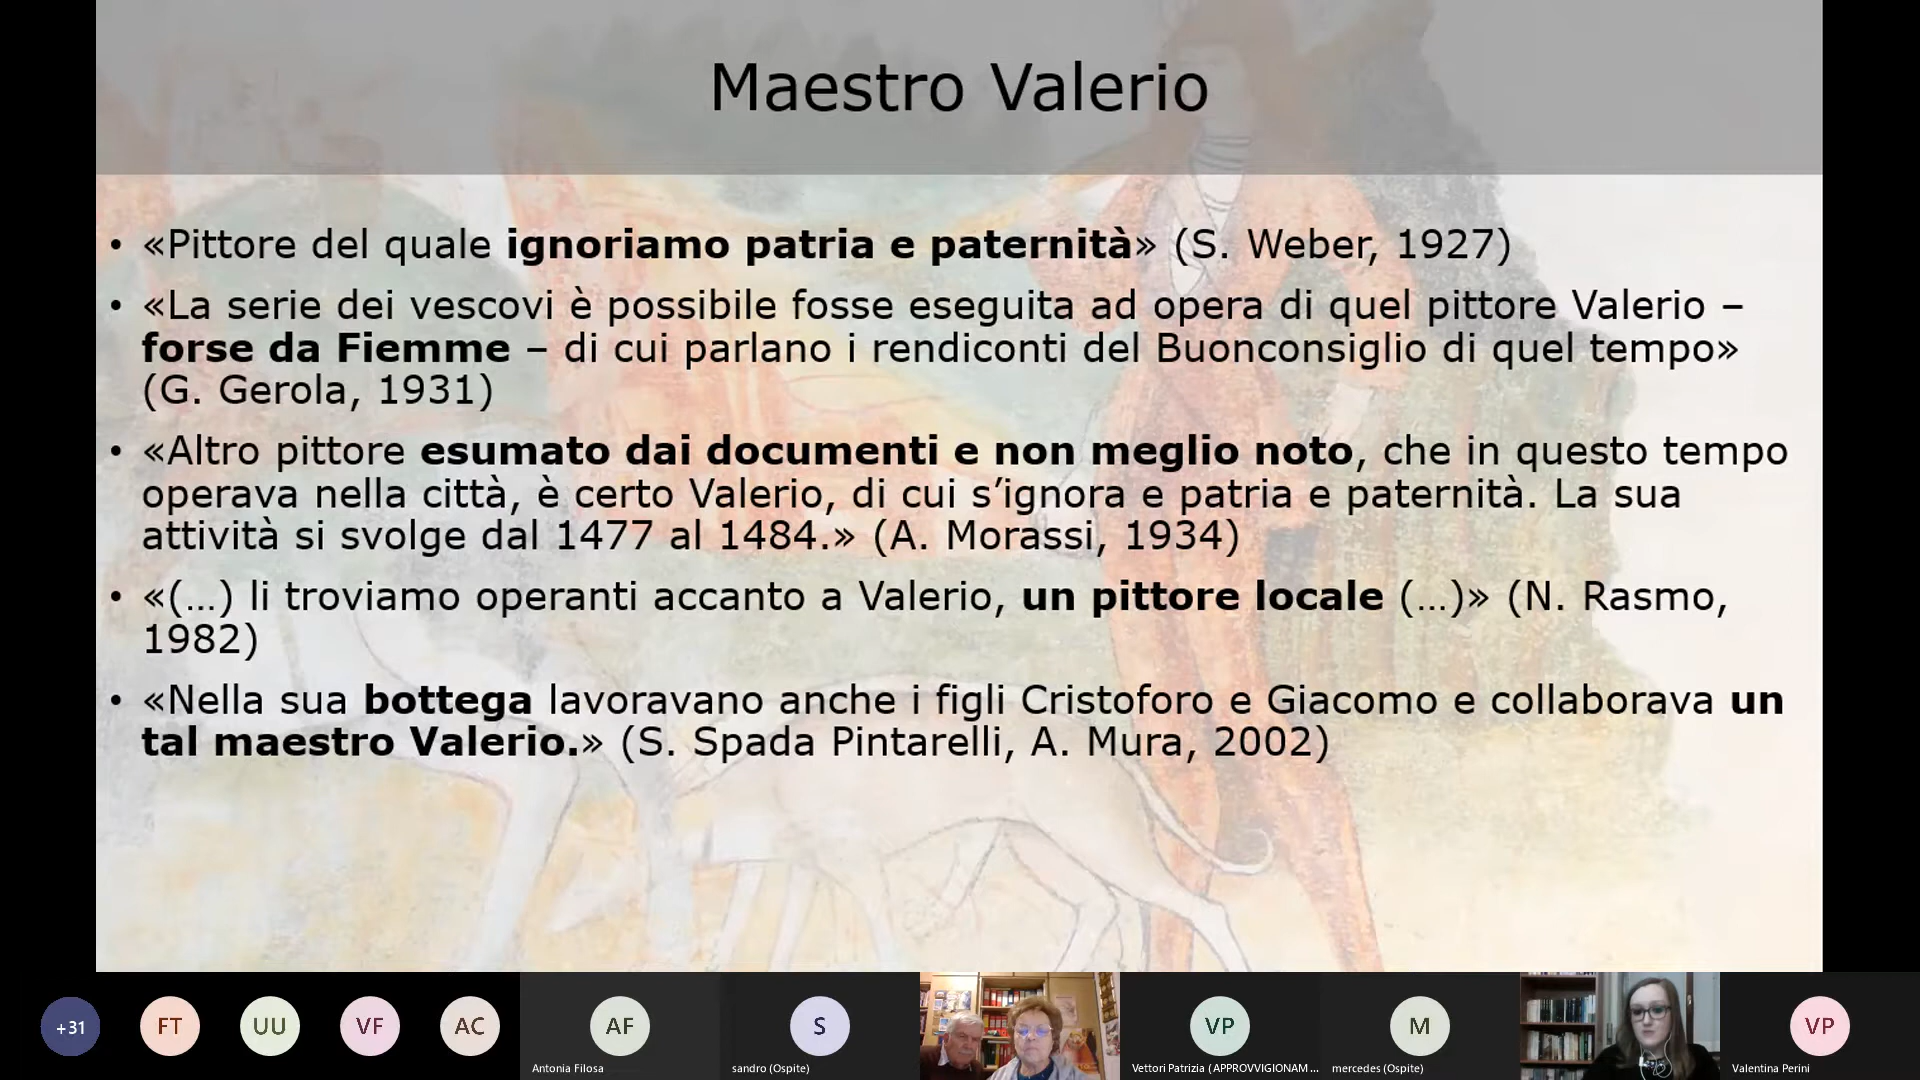 Maestro Valerio
• «Pittore del quale ignoriamo patria e paternità» (S. Weber, 1927)
• «La serie dei vescovi è possibile fosse eseguita ad opera di quel pittore Valerio –
forse da Fiemme – di cui parlano i rendiconti del Buonconsiglio di quel tempo»
(G. Gerola, 1931)
• «Altro pittore esumato dai documenti e non meglio noto, che in questo tempo
operava nella città, è certo Valerio, di cui s’ignora e patria e paternità. La sua
attività si svolge dal 1477 al 1484.» (A. Morassi, 1934)
• «(…) li troviamo operanti accanto a Valerio, un pittore locale (…)» (N. Rasmo,
1982)
• «Nella sua bottega lavoravano anche i figli Cristoforo e Giacomo e collaborava un
tal maestro Valerio.» (S. Spada Pintarelli, A. Mura, 2002)
+31 FT UU VF AC AF S VP M VP
Antonia Filosa sandro (Ospite) Vettori Patrizia ( APPROVVIGIONAM ... mercedes (Ospite) Valentina Perini